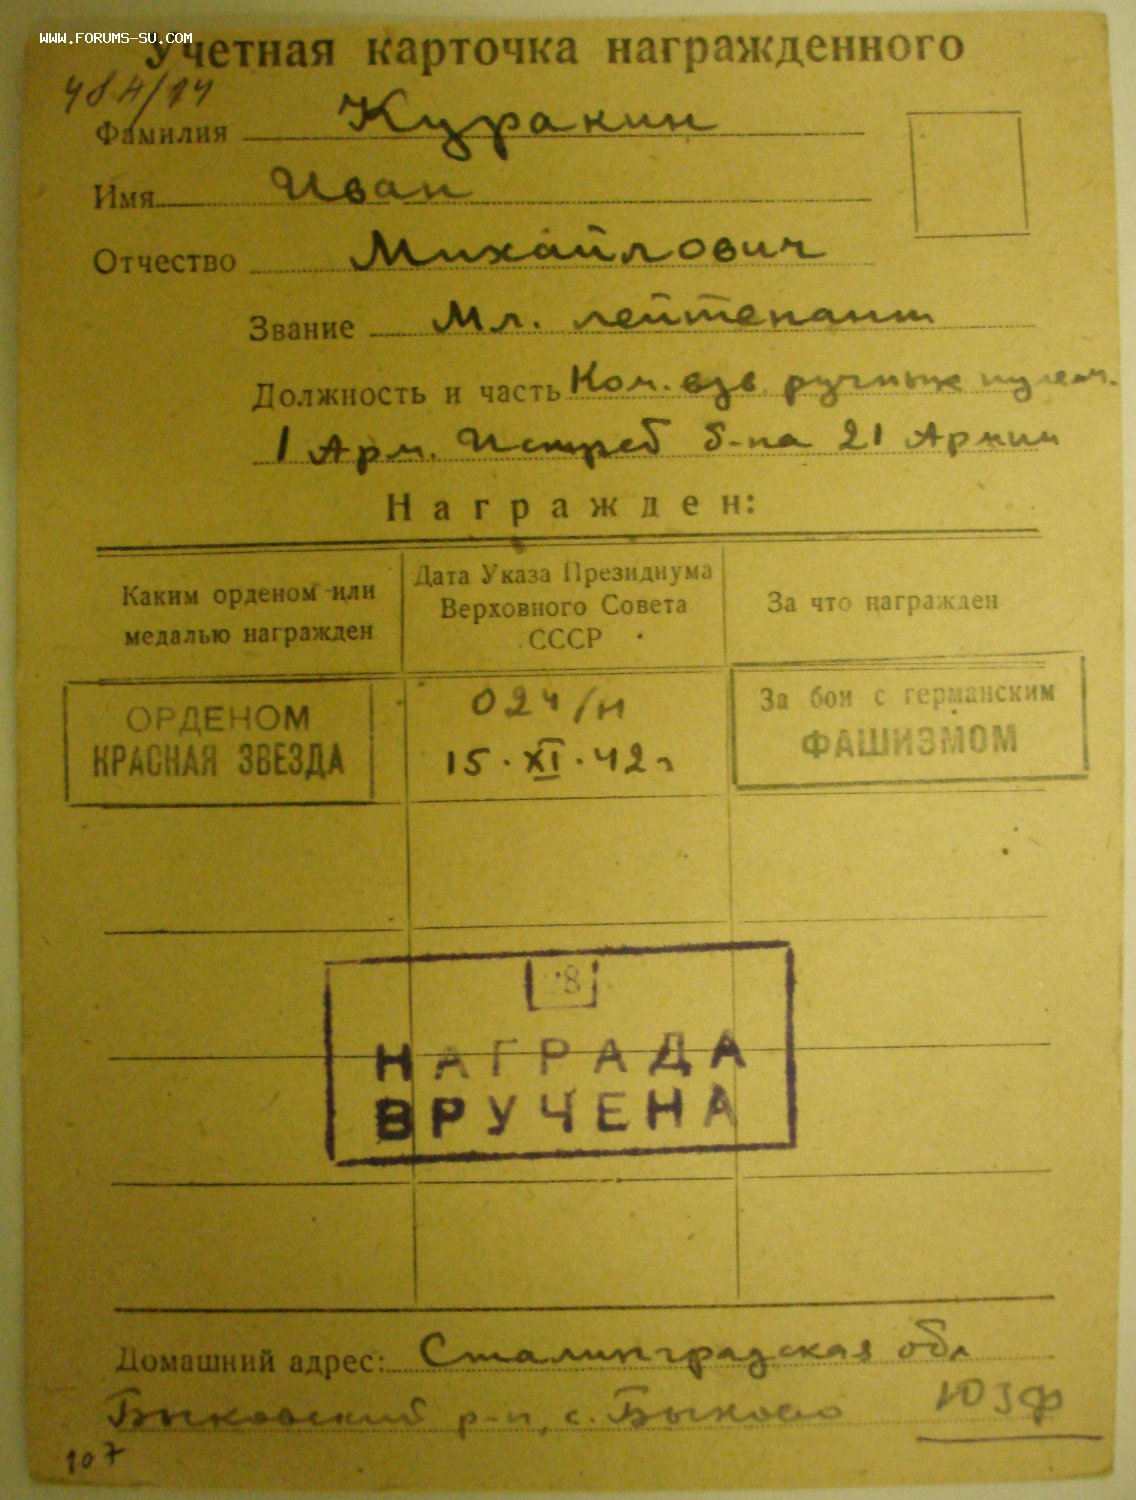 WWW.FORUMS-SU.COM
Учетная карточка награжденного
484/14
Фамилия Куракин
Имя Иван
Отчество Михайлович
Звание Мл. лейтенант
Должность и часть Ком. взв. ручных пулем.
1 Арм. Истреб б-на 21 Армии
Награжден:
Каким орденом или медалью награжден
Дата Указа Президиума Верховного Совета СССР
За что награжден
ОРДЕНОМ
КРАСНАЯ ЗВЕЗДА
024/н
15.XI.42г
За бои с германским
ФАШИЗМОМ
НАГРАДА
ВРУЧЕНА
Домашний адрес: Сталинградская обл
Быковский р-н, с. Быково ЮЗФ
107